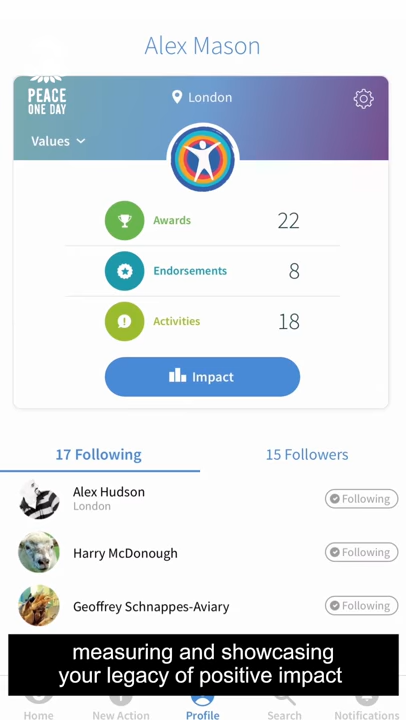 Alex Mason
PEACE
ONE DAY
London
Values
Awards 22
Endorsements 8
Activities 18
Impact
17 Following 15 Followers
Alex Hudson
London
Following
Harry McDonough
Following
Geoffrey Schnappes-Aviary
Following
measuring and showcasing
your legacy of positive impact
Home New Action Profile Search Notifications